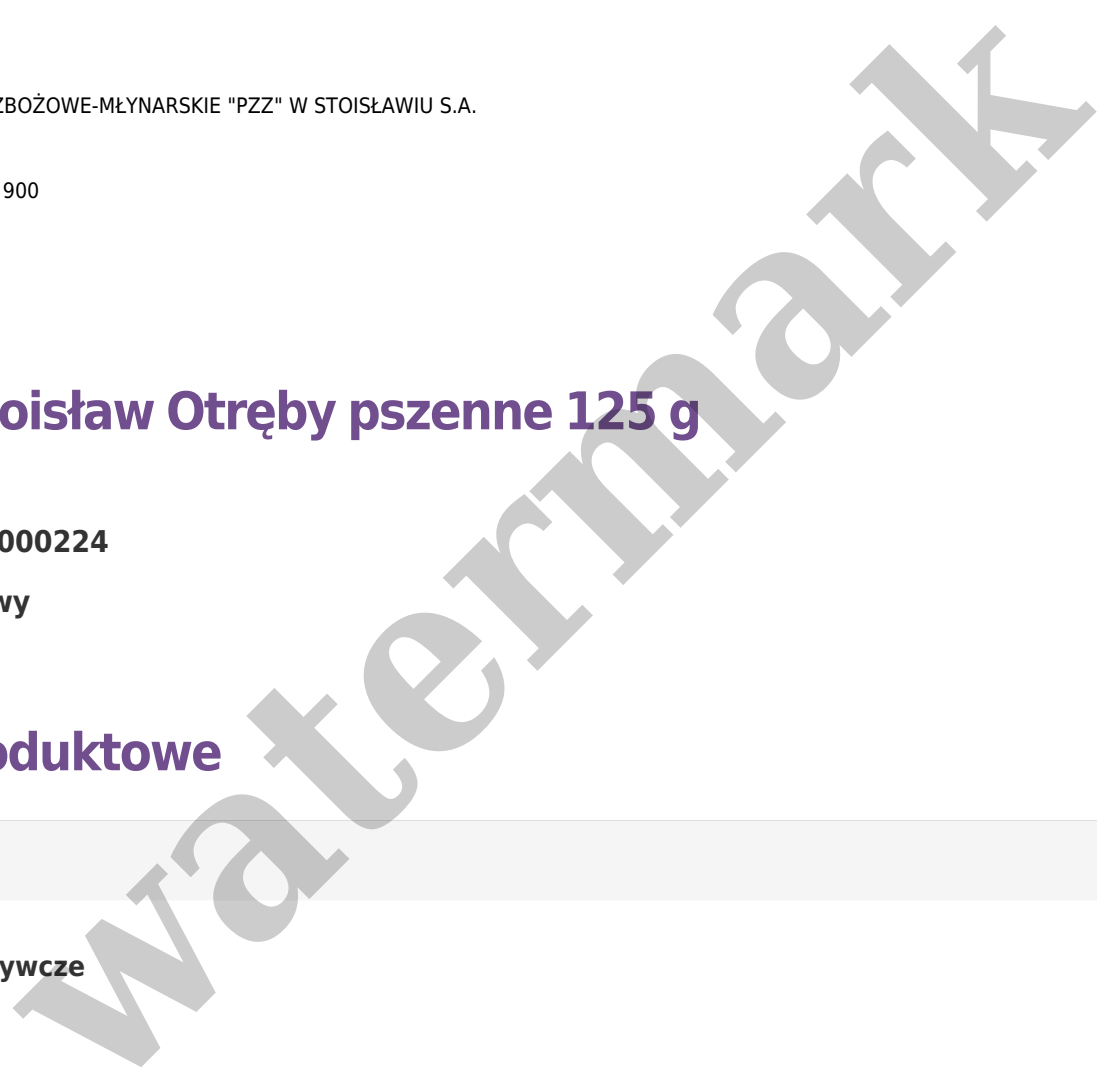 ZBOŻOWE-MŁYNARSKIE "PZZ" W STOISŁAWIU S.A.
900
oisław Otręby pszenne 125 g
000224
wy
oduktowe
ywcze
watermark